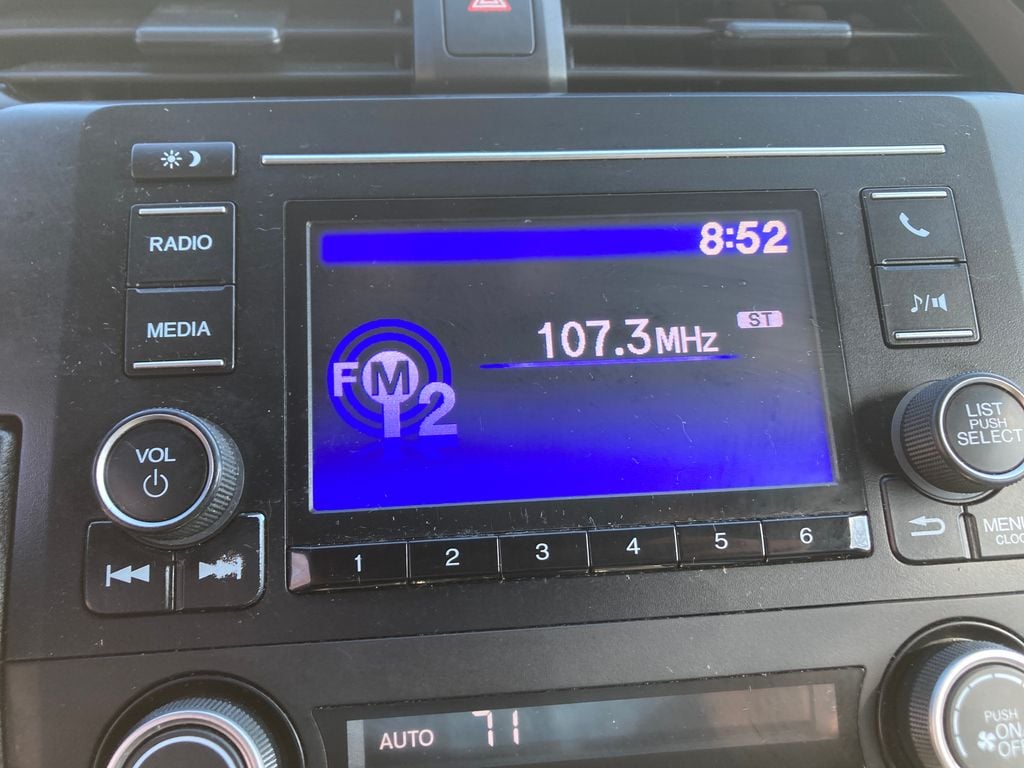 8:52
RADIO
MEDIA
107.3MHz
ST
FM
2
VOL
LIST
PUSH
SELECT
MENU
CLOC
1 2 3 4 5 6
AUTO 71
PUSH
ON
OFF